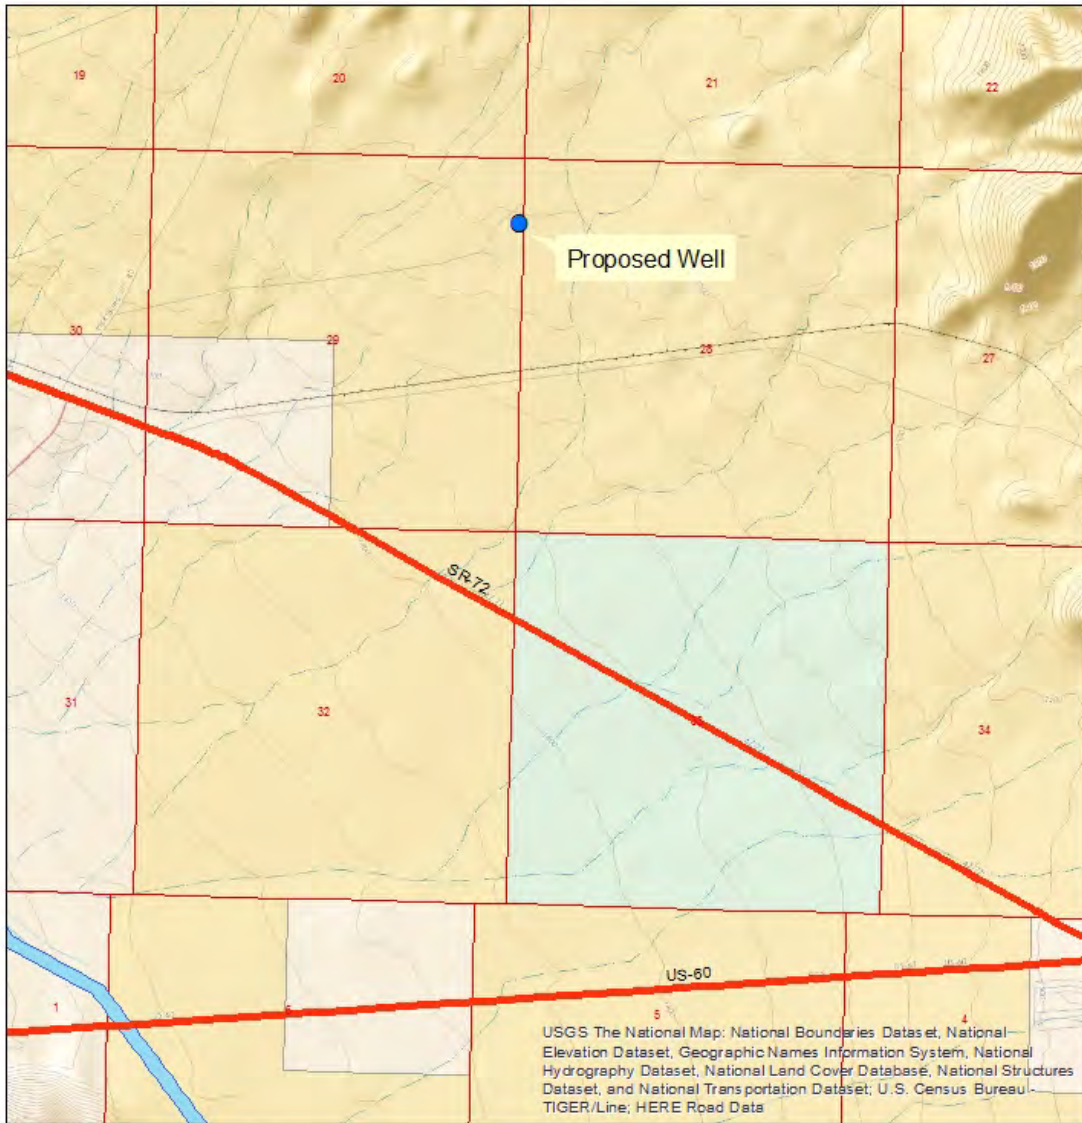 19
20
21
22
Proposed Well
30
29
28
27
SR-72
31
32
33
34
US-60
1
6
5
4
USGS The National Map: National Boundaries Dataset, National
Elevation Dataset, Geographic Names Information System, National
Hydrography Dataset, National Land Cover Database, National Structures
Dataset, and National Transportation Dataset; U.S. Census Bureau -
TIGER/Line; HERE Road Data